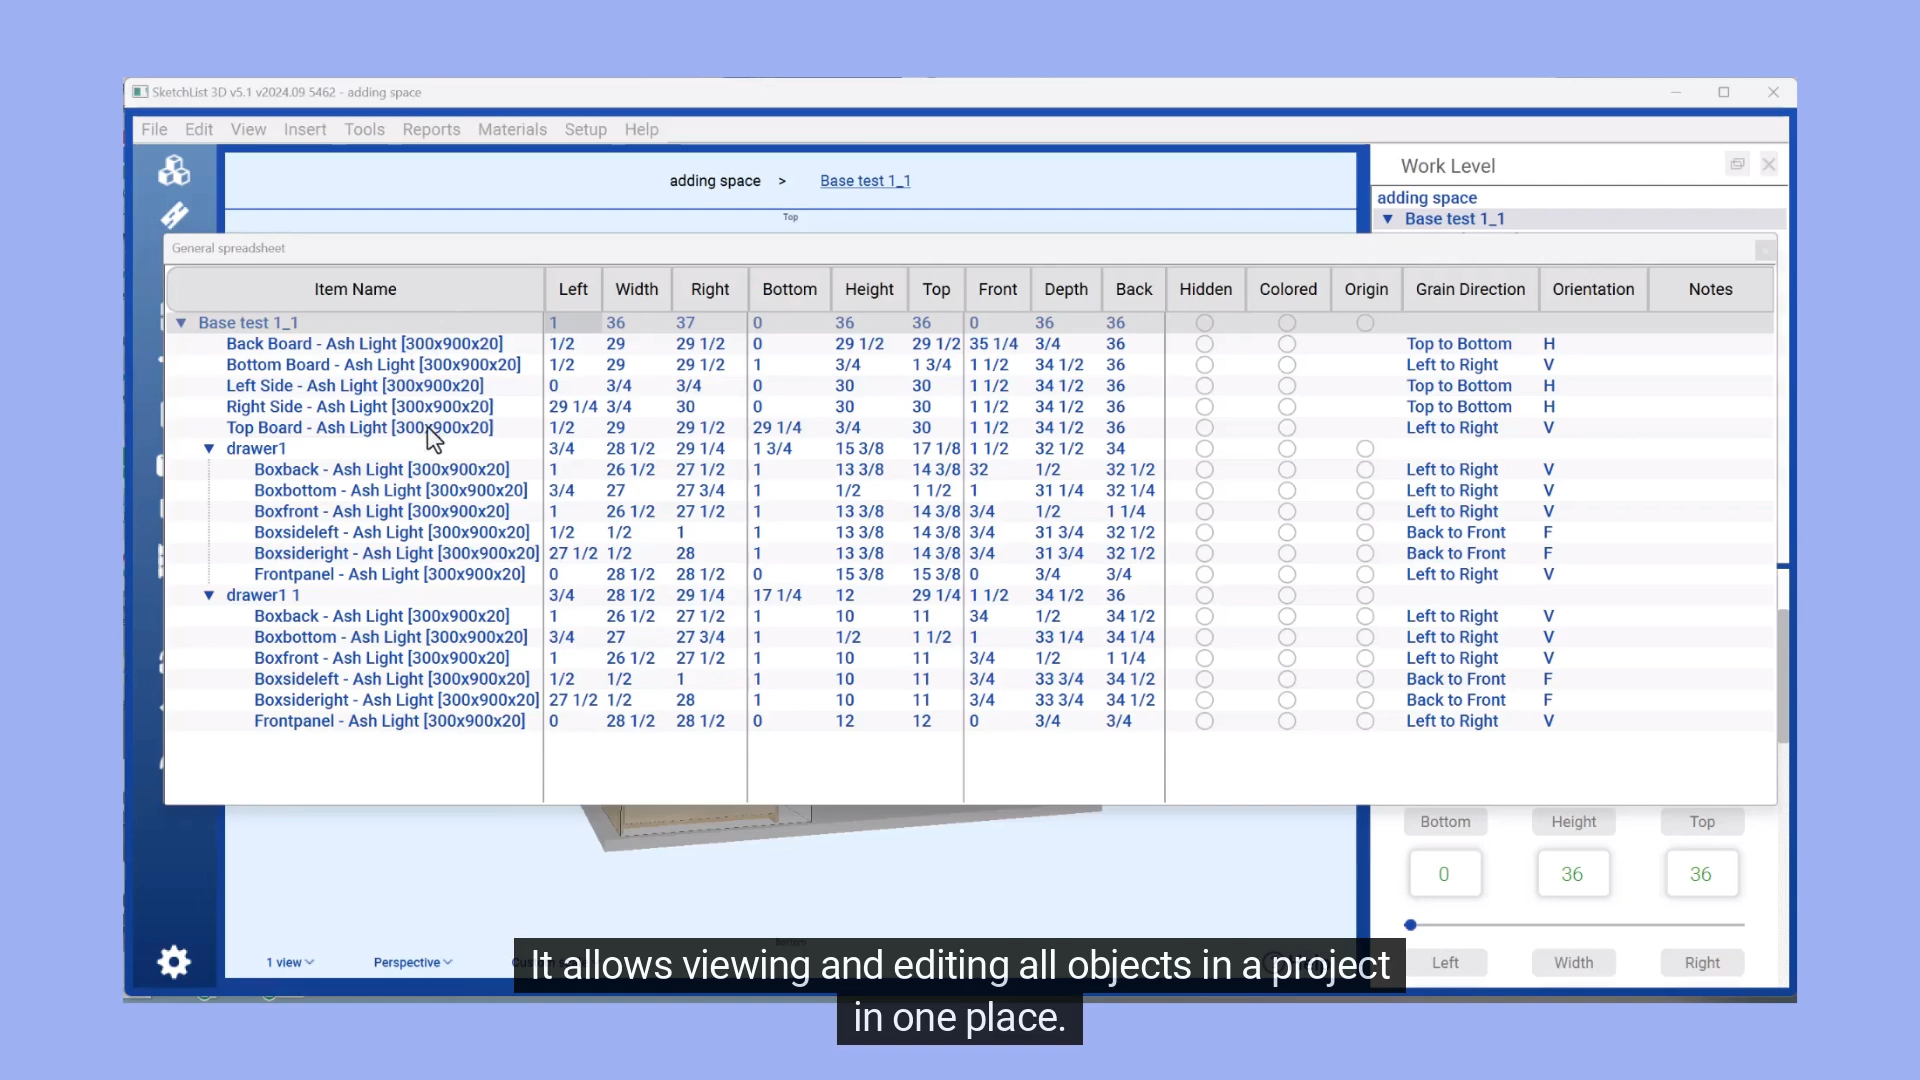 SketchList 3D v5.1 v2024.09 5462 - adding space
File Edit View Insert Tools Reports Materials Setup Help
adding space > Base test 1_1
Top
Work Level
adding space
Base test 1_1
General spreadsheet
Item Name Left Width Right Bottom Height Top Front Depth Back Hidden Colored Origin Grain Direction Orientation Notes
Base test 1_1 1 36 37 0 36 36 0 36 36
Back Board - Ash Light [300x900x20] 1/2 29 29 1/2 0 29 1/2 29 1/2 35 1/4 3/4 36 Top to Bottom H
Bottom Board - Ash Light [300x900x20] 1/2 29 29 1/2 1 3/4 1 3/4 1 1/2 34 1/2 36 Left to Right V
Left Side - Ash Light [300x900x20] 0 3/4 3/4 0 30 30 1 1/2 34 1/2 36 Top to Bottom H
Right Side - Ash Light [300x900x20] 29 1/4 3/4 30 0 30 30 1 1/2 34 1/2 36 Top to Bottom H
Top Board - Ash Light [300x900x20] 1/2 29 29 1/2 29 1/4 3/4 30 1 1/2 34 1/2 36 Left to Right V
drawer1 3/4 28 1/2 29 1/4 1 3/4 15 3/8 17 1/8 1 1/2 32 1/2 34
Boxback - Ash Light [300x900x20] 1 26 1/2 27 1/2 1 13 3/8 14 3/8 32 1/2 32 1/2 Left to Right V
Boxbottom - Ash Light [300x900x20] 3/4 27 27 3/4 1 1/2 1 1/2 1 31 1/4 32 1/4 Left to Right V
Boxfront - Ash Light [300x900x20] 1 26 1/2 27 1/2 1 13 3/8 14 3/8 3/4 1/2 1 1/4 Left to Right V
Boxsideleft - Ash Light [300x900x20] 1/2 1/2 1 1 13 3/8 14 3/8 3/4 31 3/4 32 1/2 Back to Front F
Boxsideright - Ash Light [300x900x20] 27 1/2 1/2 28 1 13 3/8 14 3/8 3/4 31 3/4 32 1/2 Back to Front F
Frontpanel - Ash Light [300x900x20] 0 28 1/2 28 1/2 0 15 3/8 15 3/8 0 3/4 3/4 Left to Right V
drawer1 1 3/4 28 1/2 29 1/4 17 1/4 12 29 1/4 1 1/2 34 1/2 36
Boxback - Ash Light [300x900x20] 1 26 1/2 27 1/2 1 10 11 34 1/2 34 1/2 Left to Right V
Boxbottom - Ash Light [300x900x20] 3/4 27 27 3/4 1 1/2 1 1/2 1 33 1/4 34 1/4 Left to Right V
Boxfront - Ash Light [300x900x20] 1 26 1/2 27 1/2 1 10 11 3/4 1/2 1 1/4 Left to Right V
Boxsideleft - Ash Light [300x900x20] 1/2 1/2 1 1 10 11 3/4 33 3/4 34 1/2 Back to Front F
Boxsideright - Ash Light [300x900x20] 27 1/2 1/2 28 1 10 11 3/4 33 3/4 34 1/2 Back to Front F
Frontpanel - Ash Light [300x900x20] 0 28 1/2 28 1/2 0 12 12 0 3/4 3/4 Left to Right V
Bottom Height Top
0 36 36
1 view Perspective
Left Width Right
It allows viewing and editing all objects in a project
in one place.